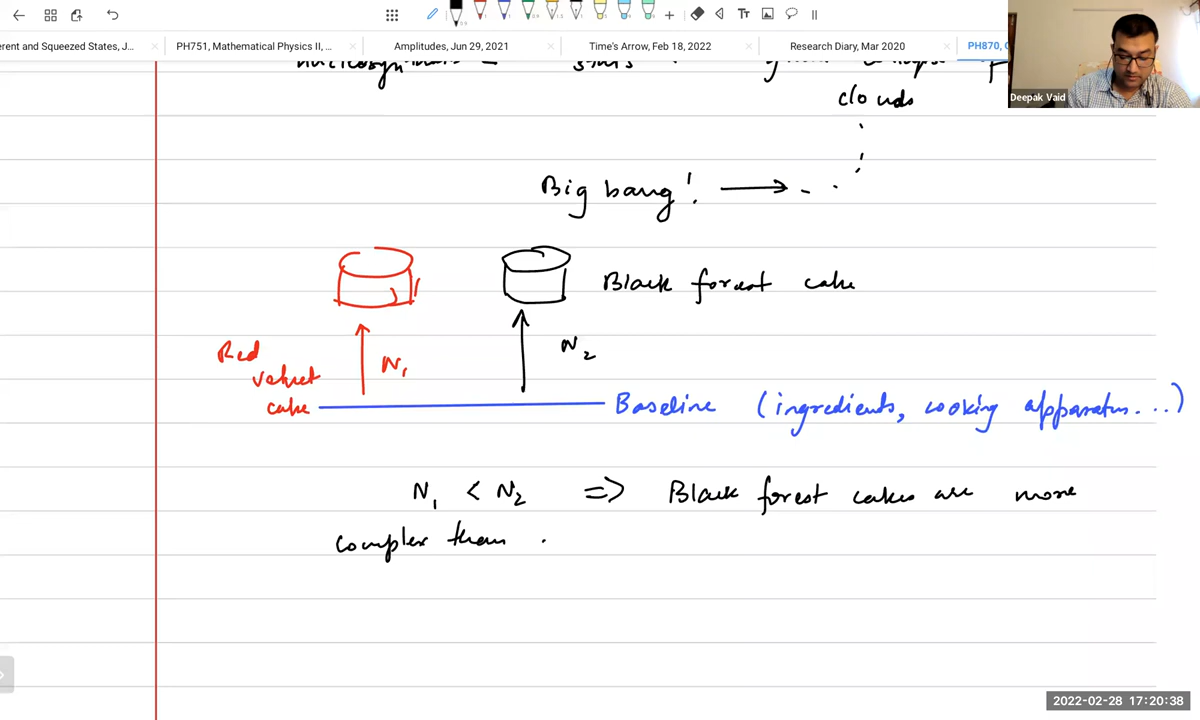 erent and Squeezed States, J...
PH751, Mathematical Physics II, ...
Amplitudes, Jun 29, 2021
Time's Arrow, Feb 18, 2022
Research Diary, Mar 2020
PH870,
Tт
Deepak Vaid
clouds
Big bang! → - . .
Black forest cake
N2
Red
velvet
cake
N1
Baseline (ingredients, cooking apparatus...)
N1 < N2 => Black forest cakes are more
complex than .
2022-02-28 17:20:38